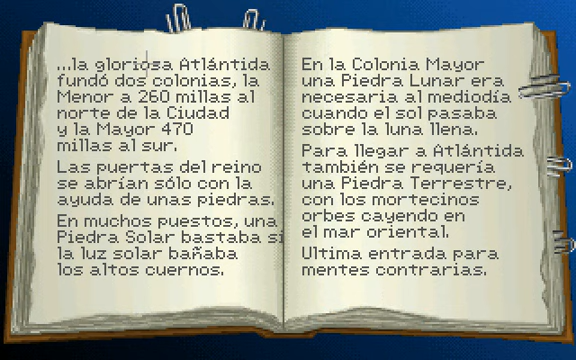 ...la gloriosa Atlántida
fundó dos colonias, la
Menor a 260 millas al
norte de la Ciudad
y la Mayor 470
millas al sur.
Las puertas del reino
se abrían sólo con la
ayuda de unas piedras.
En muchos puestos, una
Piedra Solar bastaba si
la luz solar bañaba
los altos cuernos.
En la Colonia Mayor
una Piedra Lunar era
necesaria al mediodía
cuando el sol pasaba
sobre la luna llena.
Para llegar a Atlántida
también se requería
una Piedra Terrestre,
con los mortecinos
orbes cayendo en
el mar oriental.
Ultima entrada para
mentes contrarias.